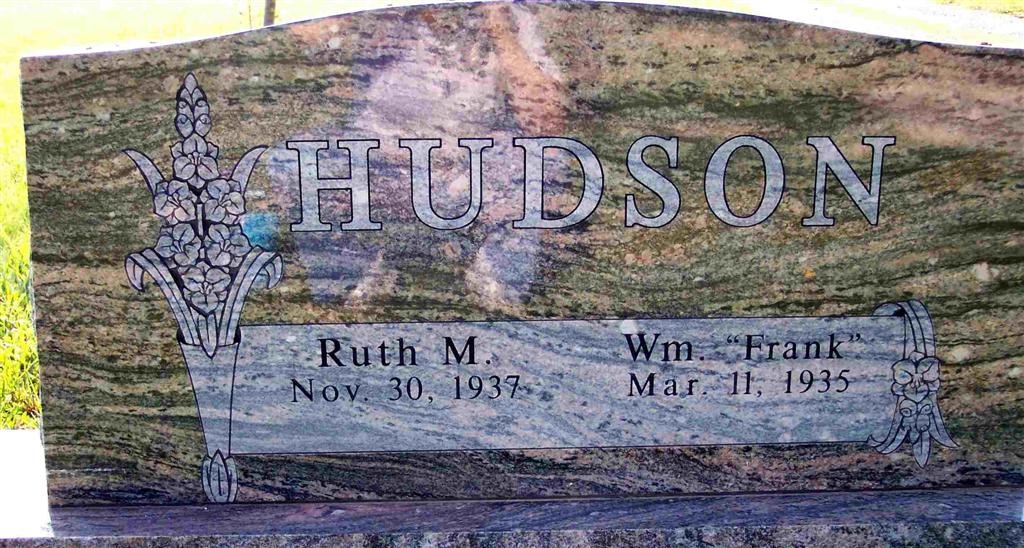 HUDSON
Ruth M. Wm. "Frank"
Nov. 30, 1937 Mar. 11, 1935